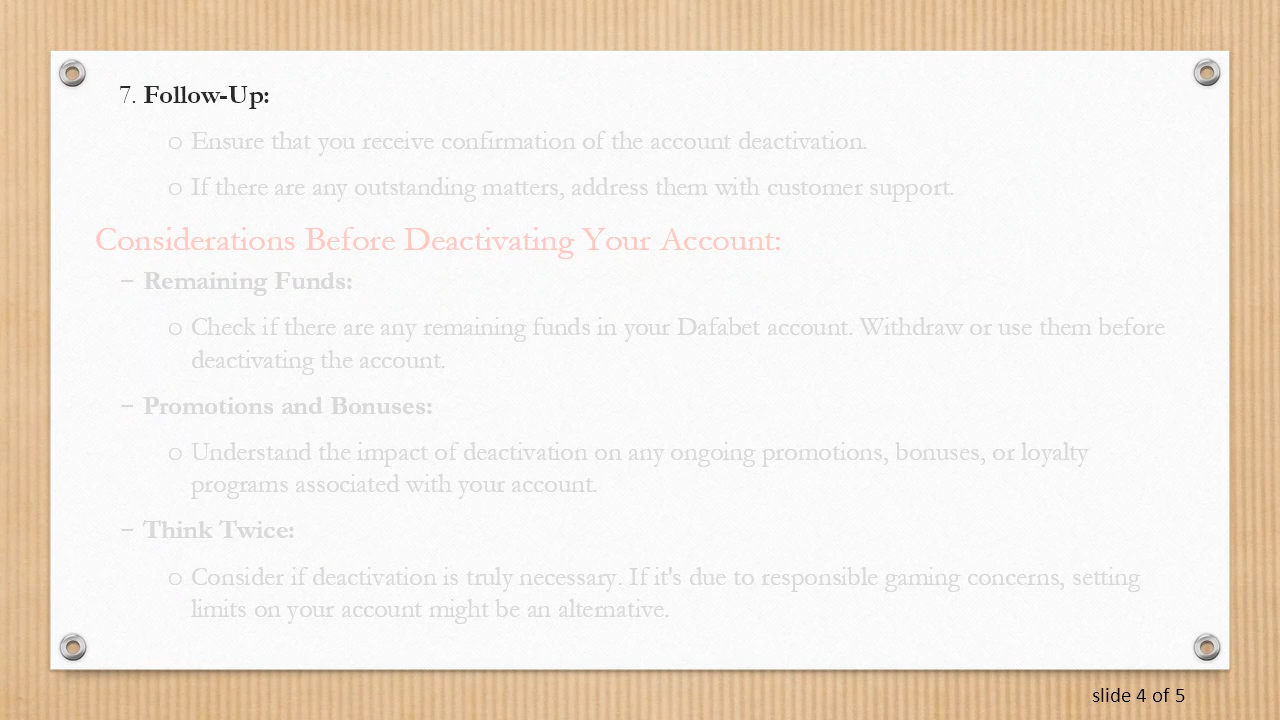 7. Follow-Up:
o Ensure that you receive confirmation of the account deactivation.
o If there are any outstanding matters, address them with customer support.
Considerations Before Deactivating Your Account:
– Remaining Funds:
o Check if there are any remaining funds in your Dafabet account. Withdraw or use them before
deactivating the account.
– Promotions and Bonuses:
o Understand the impact of deactivation on any ongoing promotions, bonuses, or loyalty
programs associated with your account.
– Think Twice:
o Consider if deactivation is truly necessary. If it's due to responsible gaming concerns, setting
limits on your account might be an alternative.
slide 4 of 5